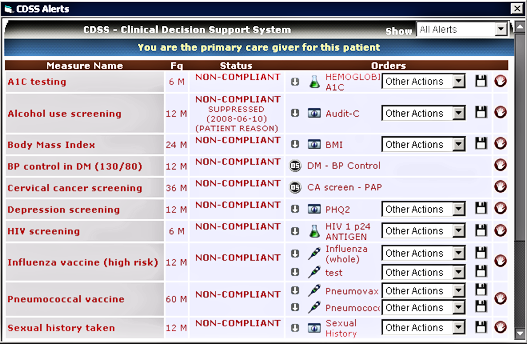 CDSS Alerts
CDSS - Clinical Decision Support System Show All Alerts
You are the primary care giver for this patient
Measure Name Fq Status Orders
A1C testing 6 M NON-COMPLIANT HEMOGLOBI A1C Other Actions
Alcohol use screening 12 M NON-COMPLIANT SUPPRESSED (2008-06-10) (PATIENT REASON) Audit-C Other Actions
Body Mass Index 24 M NON-COMPLIANT BMI Other Actions
BP control in DM (130/80) 12 M NON-COMPLIANT OS DM - BP Control
Cervical cancer screening 36 M NON-COMPLIANT OS CA screen - PAP
Depression screening 12 M NON-COMPLIANT PHQ2 Other Actions
HIV screening 6 M NON-COMPLIANT HIV 1 p24 ANTIGEN Other Actions
Influenza vaccine (high risk) 12 M NON-COMPLIANT Influenza (whole) Other Actions
test Other Actions
Pneumococcal vaccine 60 M NON-COMPLIANT Pneumovax Other Actions
Pneumococc Other Actions
Sexual history taken 12 M NON-COMPLIANT Sexual History Other Actions